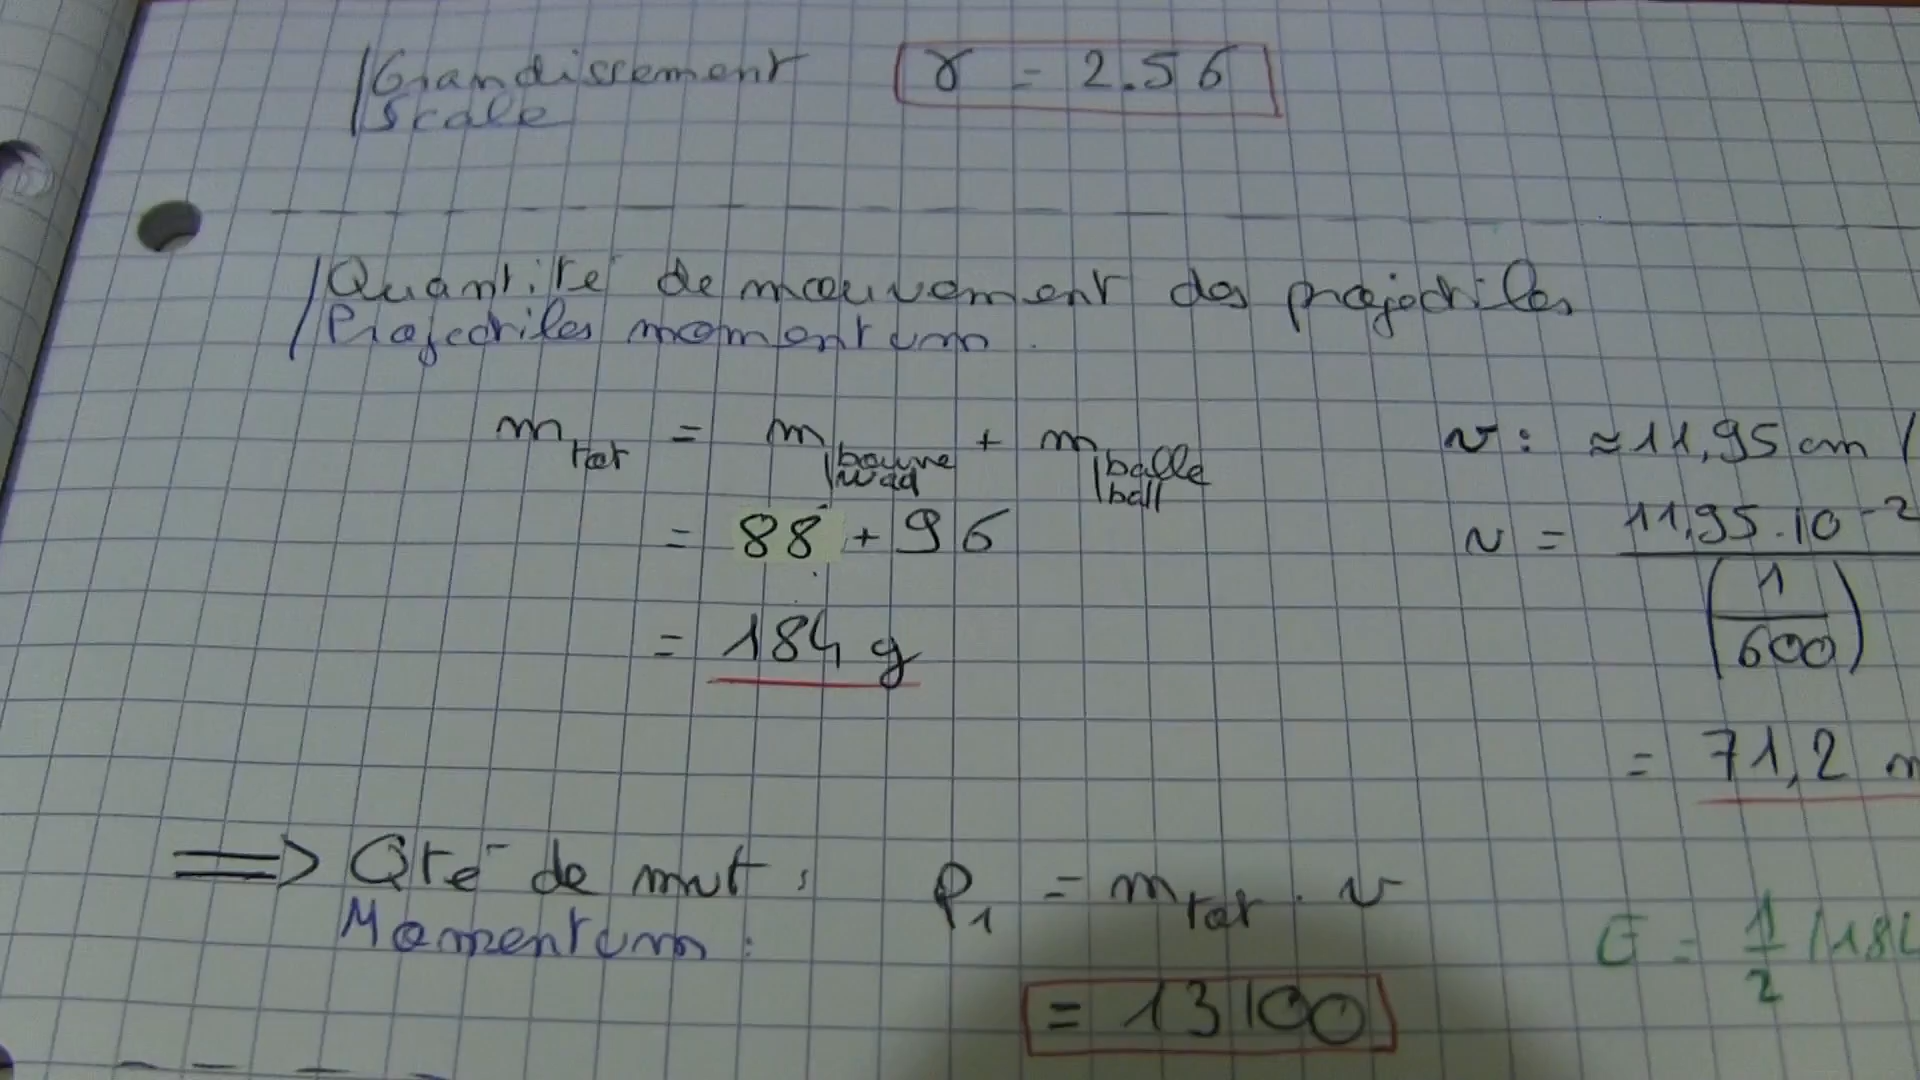 Grandissement γ = 2.56
Scale
Quantité de mouvement des projectiles
Projectiles momentum.
m tot = m bourre + m balle v : ≈ 11,95 cm /
wad ball
= 88 + 96 v = 11,95.10⁻²
(1/600)
= 184 g
= 71,2 m
=> Qté de mvt : P₁ = m tot . v
Momentum : E = 1/2 (184
= 13100